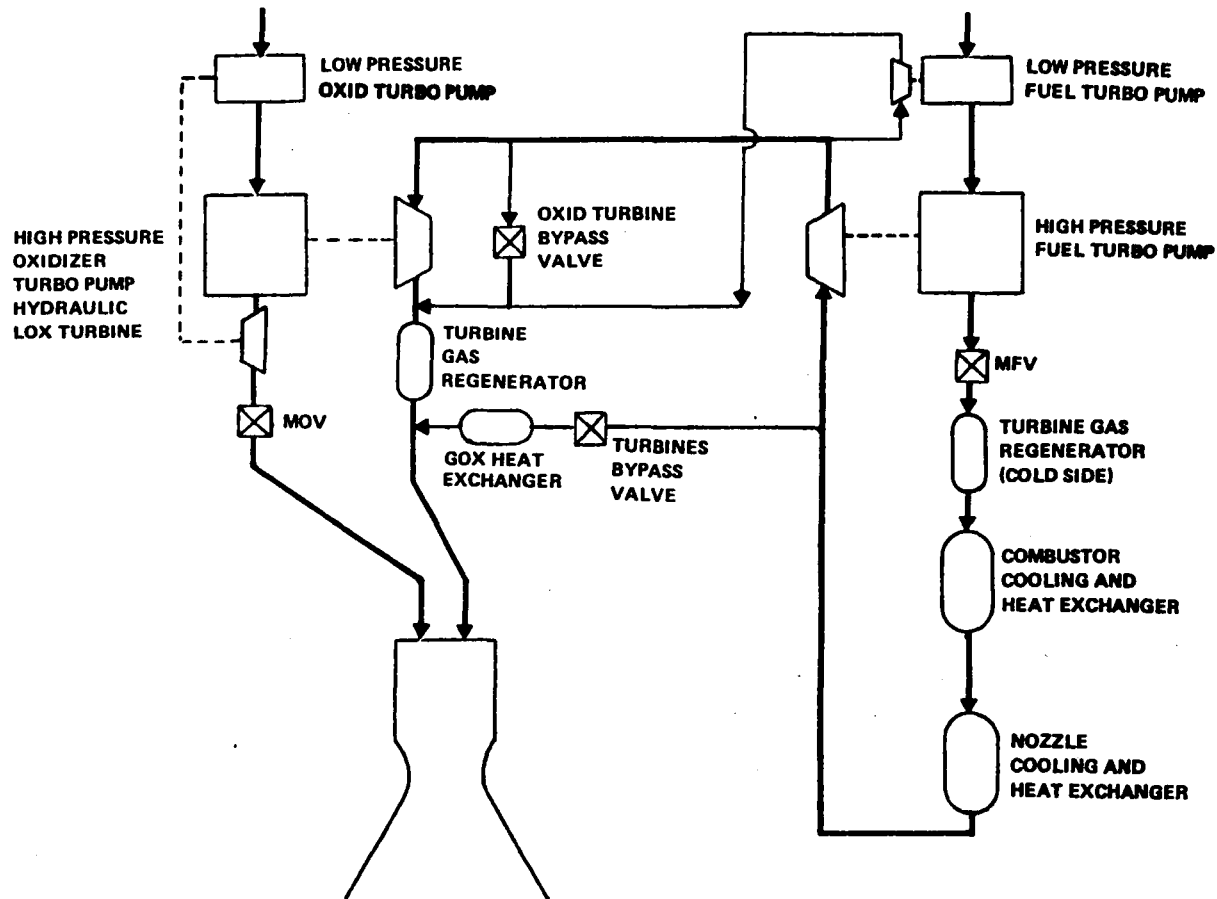 LOW PRESSURE
OXID TURBO PUMP
LOW PRESSURE
FUEL TURBO PUMP
HIGH PRESSURE
OXIDIZER
TURBO PUMP
HYDRAULIC
LOX TURBINE
OXID TURBINE
BYPASS
VALVE
HIGH PRESSURE
FUEL TURBO PUMP
TURBINE
GAS
REGENERATOR
MFV
MOV
GOX HEAT
EXCHANGER
TURBINES
BYPASS
VALVE
TURBINE GAS
REGENERATOR
(COLD SIDE)
COMBUSTOR
COOLING AND
HEAT EXCHANGER
NOZZLE
COOLING AND
HEAT EXCHANGER